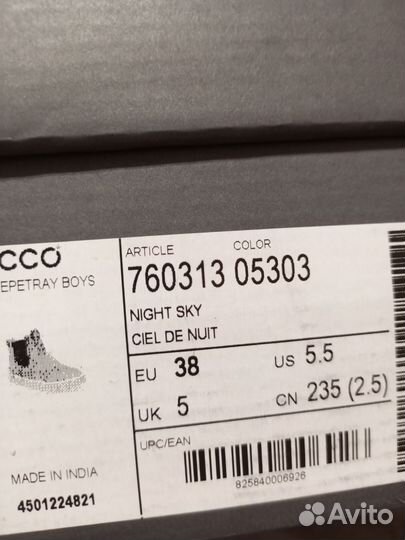 CCO
EPETRAY BOYS
ARTICLE COLOR
760313 05303
NIGHT SKY
CIEL DE NUIT
EU 38 US 5.5
UK 5 CN 235 (2.5)
UPC/EAN
825840006926
MADE IN INDIA
4501224821
Avito